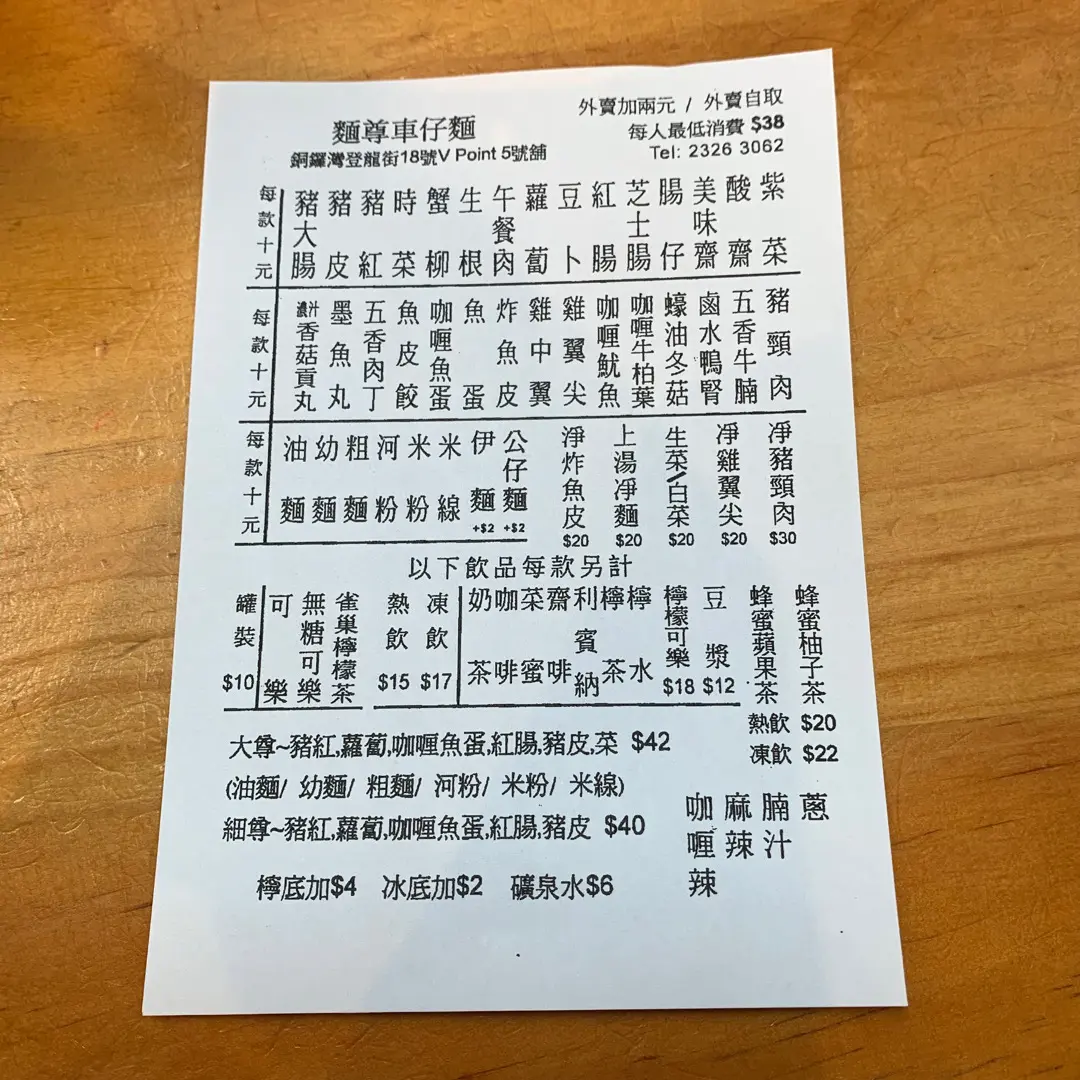 麵尊車仔麵
銅鑼灣登龍街18號V Point 5號舖
外賣加兩元 / 外賣自取
每人最低消費 $38
Tel: 2326 3062
每款十元
豬大腸
豬皮
豬紅
時菜
蟹柳
生根
午餐肉
蘿蔔
豆卜
紅腸
芝士腸
腸仔
美味齋
酸齋
紫菜
每款十元
濃汁香菇貢丸
墨魚丸
五香肉丁
魚皮餃
咖喱魚蛋
魚蛋
炸魚皮
雞中翼
雞翼尖
咖喱魷魚
咖喱牛柏葉
蠔油冬菇
鹵水鴨腎
五香牛腩
豬頸肉
每款十元
油麵
幼麵
粗麵
河粉
米粉
米線
伊麵 +$2
公仔麵 +$2
淨炸魚皮 $20
上湯淨麵 $20
生菜/白菜 $20
凈雞翼尖 $20
凈豬頸肉 $30
以下飲品每款另計
罐裝 $10
可樂
無糖可樂
雀巢檸檬茶
熱飲 $15
凍飲 $17
奶茶
咖啡
菜蜜
齋啡
利賓納
檸茶
檸水
檸檬可樂 $18
豆漿 $12
蜂蜜蘋果茶
蜂蜜柚子茶
熱飲 $20
凍飲 $22
大尊~豬紅,蘿蔔,咖喱魚蛋,紅腸,豬皮,菜 $42
(油麵/ 幼麵/ 粗麵/ 河粉/ 米粉/ 米線)
細尊~豬紅,蘿蔔,咖喱魚蛋,紅腸,豬皮 $40
檸底加$4 冰底加$2 礦泉水$6
咖喱辣
麻辣
腩汁
蔥